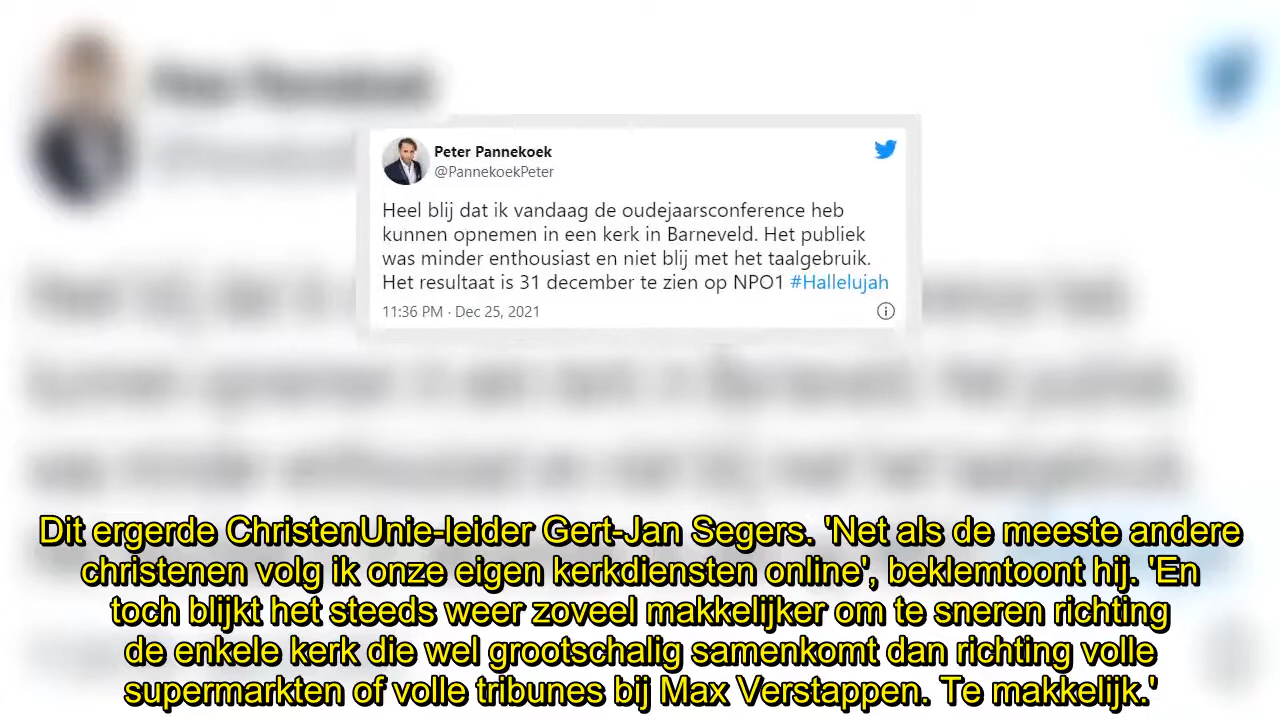 Peter Pannekoek
@PannekoekPeter
Heel blij dat ik vandaag de oudejaarsconference heb
kunnen opnemen in een kerk in Barneveld. Het publiek
was minder enthousiast en niet blij met het taalgebruik.
Het resultaat is 31 december te zien op NPO1 #Hallelujah
11:36 PM · Dec 25, 2021
Dit ergerde ChristenUnie-leider Gert-Jan Segers. 'Net als de meeste andere
christenen volg ik onze eigen kerkdiensten online', beklemtoont hij. 'En
toch blijkt het steeds weer zoveel makkelijker om te sneren richting
de enkele kerk die wel grootschalig samenkomt dan richting volle
supermarkten of volle tribunes bij Max Verstappen. Te makkelijk.'